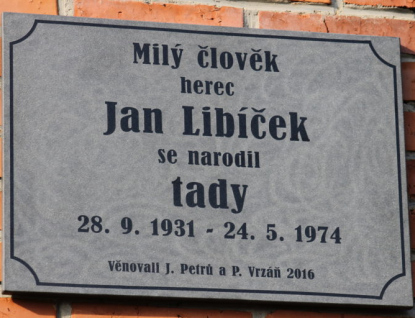 Milý člověk
herec
Jan Libíček
se narodil
tady
28. 9. 1931 - 24. 5. 1974
Věnovali J. Petrů a P. Vrzáň 2016